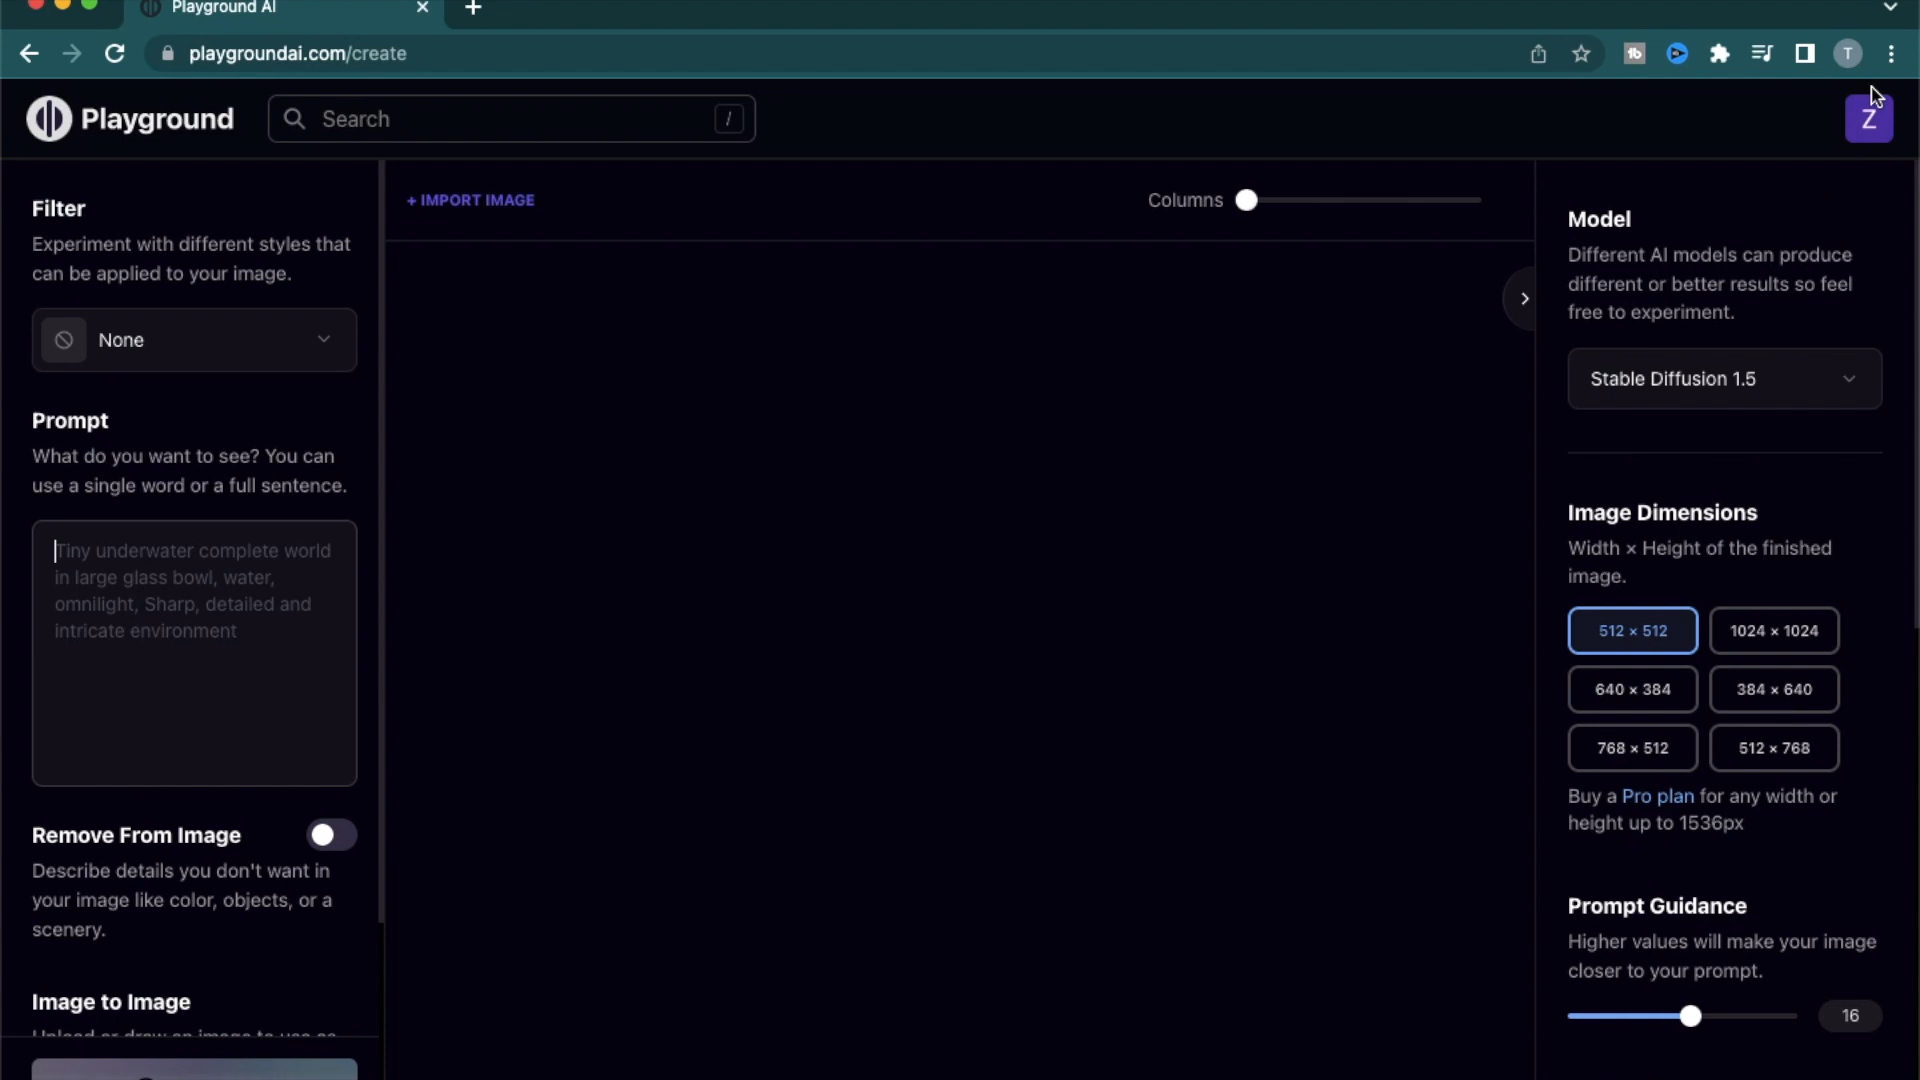 Playground AI
playgroundai.com/create
T
Playground
Search
/
Z
Filter
Experiment with different styles that
can be applied to your image.
None
Prompt
What do you want to see? You can
use a single word or a full sentence.
Tiny underwater complete world
in large glass bowl, water,
omnilight, Sharp, detailed and
intricate environment
Remove From Image
Describe details you don't want in
your image like color, objects, or a
scenery.
Image to Image
+ IMPORT IMAGE
Columns
Model
Different AI models can produce
different or better results so feel
free to experiment.
Stable Diffusion 1.5
Image Dimensions
Width × Height of the finished
image.
512 × 512
1024 × 1024
640 × 384
384 × 640
768 × 512
512 × 768
Buy a Pro plan for any width or
height up to 1536px
Prompt Guidance
Higher values will make your image
closer to your prompt.
16